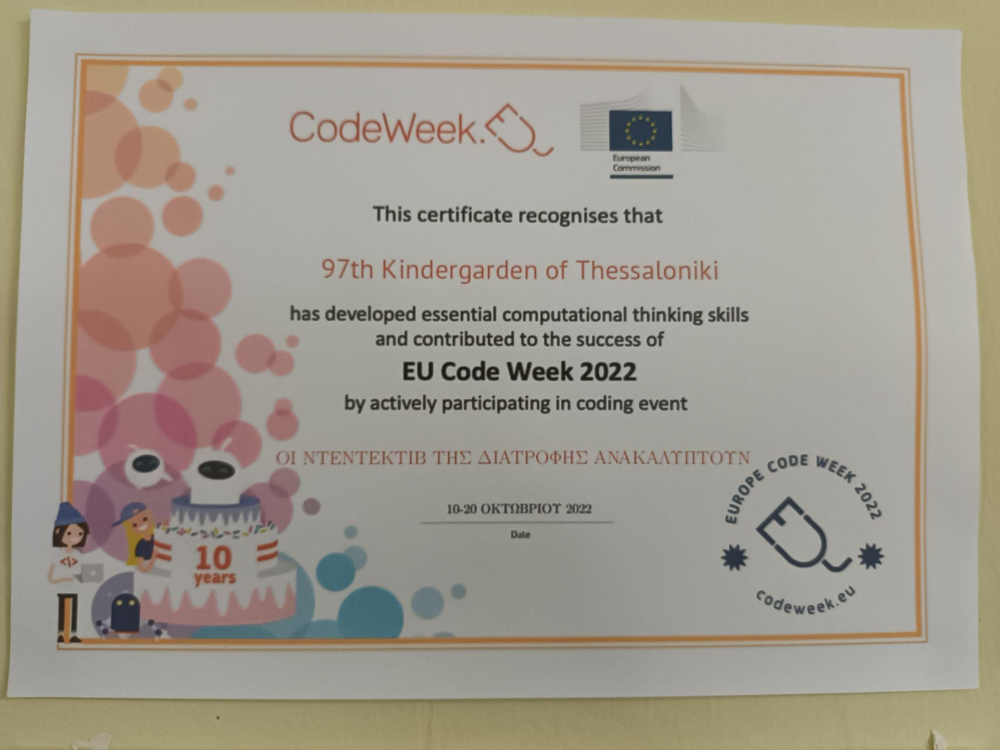 CodeWeek.EU
European
Commission
This certificate recognises that
97th Kindergarden of Thessaloniki
has developed essential computational thinking skills
and contributed to the success of
EU Code Week 2022
by actively participating in coding event
ΟΙ ΝΤΕΝΤΕΚΤΙΒ ΤΗΣ ΔΙΑΤΡΟΦΗΣ ΑΝΑΚΑΛΥΠΤΟΥΝ
10-20 ΟΚΤΩΒΡΙΟΥ 2022
Date
</>
10
years
EUROPE CODE WEEK 2022
EU
codeweek.eu